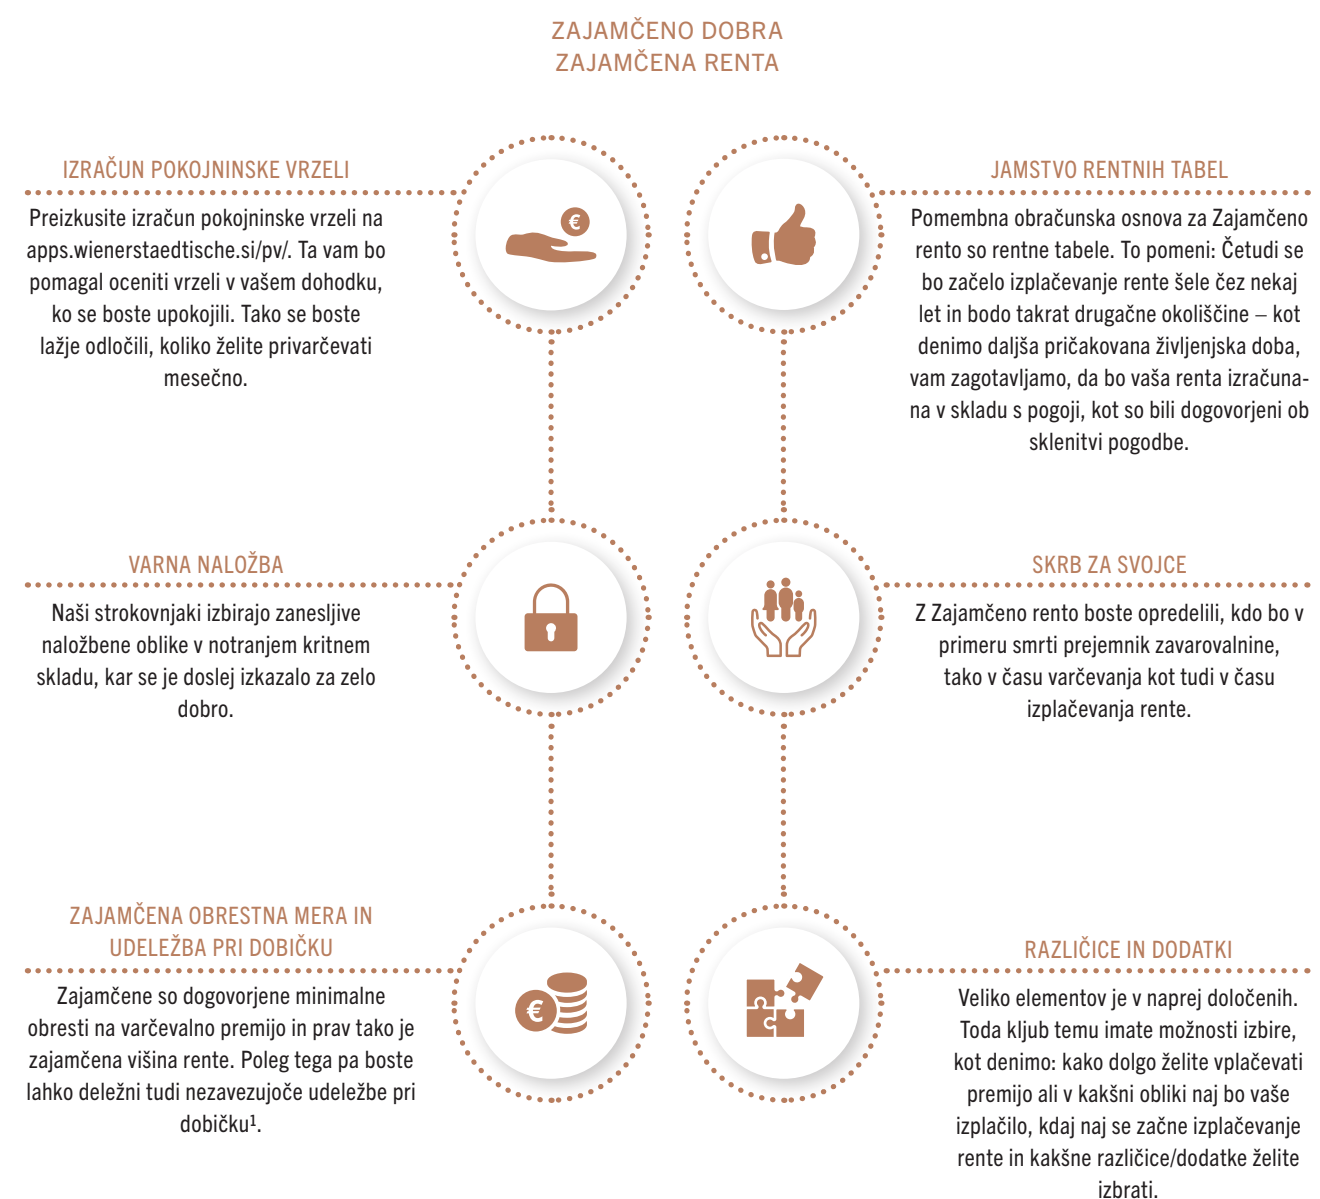 ZAJAMČENO DOBRA
ZAJAMČENA RENTA
IZRAČUN POKOJNINSKE VRZELI
Preizkusite izračun pokojninske vrzeli na
apps.wienerstaedtische.si/pv/. Ta vam bo
pomagal oceniti vrzeli v vašem dohodku,
ko se boste upokojili. Tako se boste
lažje odločili, koliko želite privarčevati
mesečno.
€
JAMSTVO RENTNIH TABEL
Pomembna obračunska osnova za Zajamčeno
rento so rentne tabele. To pomeni: Četudi se
bo začelo izplačevanje rente šele čez nekaj
let in bodo takrat drugačne okoliščine – kot
denimo daljša pričakovana življenjska doba,
vam zagotavljamo, da bo vaša renta izračuna-
na v skladu s pogoji, kot so bili dogovorjeni ob
sklenitvi pogodbe.
VARNA NALOŽBA
Naši strokovnjaki izbirajo zanesljive
naložbene oblike v notranjem kritnem
skladu, kar se je doslej izkazalo za zelo
dobro.
SKRB ZA SVOJCE
Z Zajamčeno rento boste opredelili, kdo bo v
primeru smrti prejemnik zavarovalnine,
tako v času varčevanja kot tudi v času
izplačevanja rente.
ZAJAMČENA OBRESTNA MERA IN
UDELEŽBA PRI DOBIČKU
Zajamčene so dogovorjene minimalne
obresti na varčevalno premijo in prav tako je
zajamčena višina rente. Poleg tega pa boste
lahko deležni tudi nezavezujoče udeležbe pri
dobičku¹.
€
RAZLIČICE IN DODATKI
Veliko elementov je v naprej določenih.
Toda kljub temu imate možnosti izbire,
kot denimo: kako dolgo želite vplačevati
premijo ali v kakšni obliki naj bo vaše
izplačilo, kdaj naj se začne izplačevanje
rente in kakšne različice/dodatke želite
izbrati.